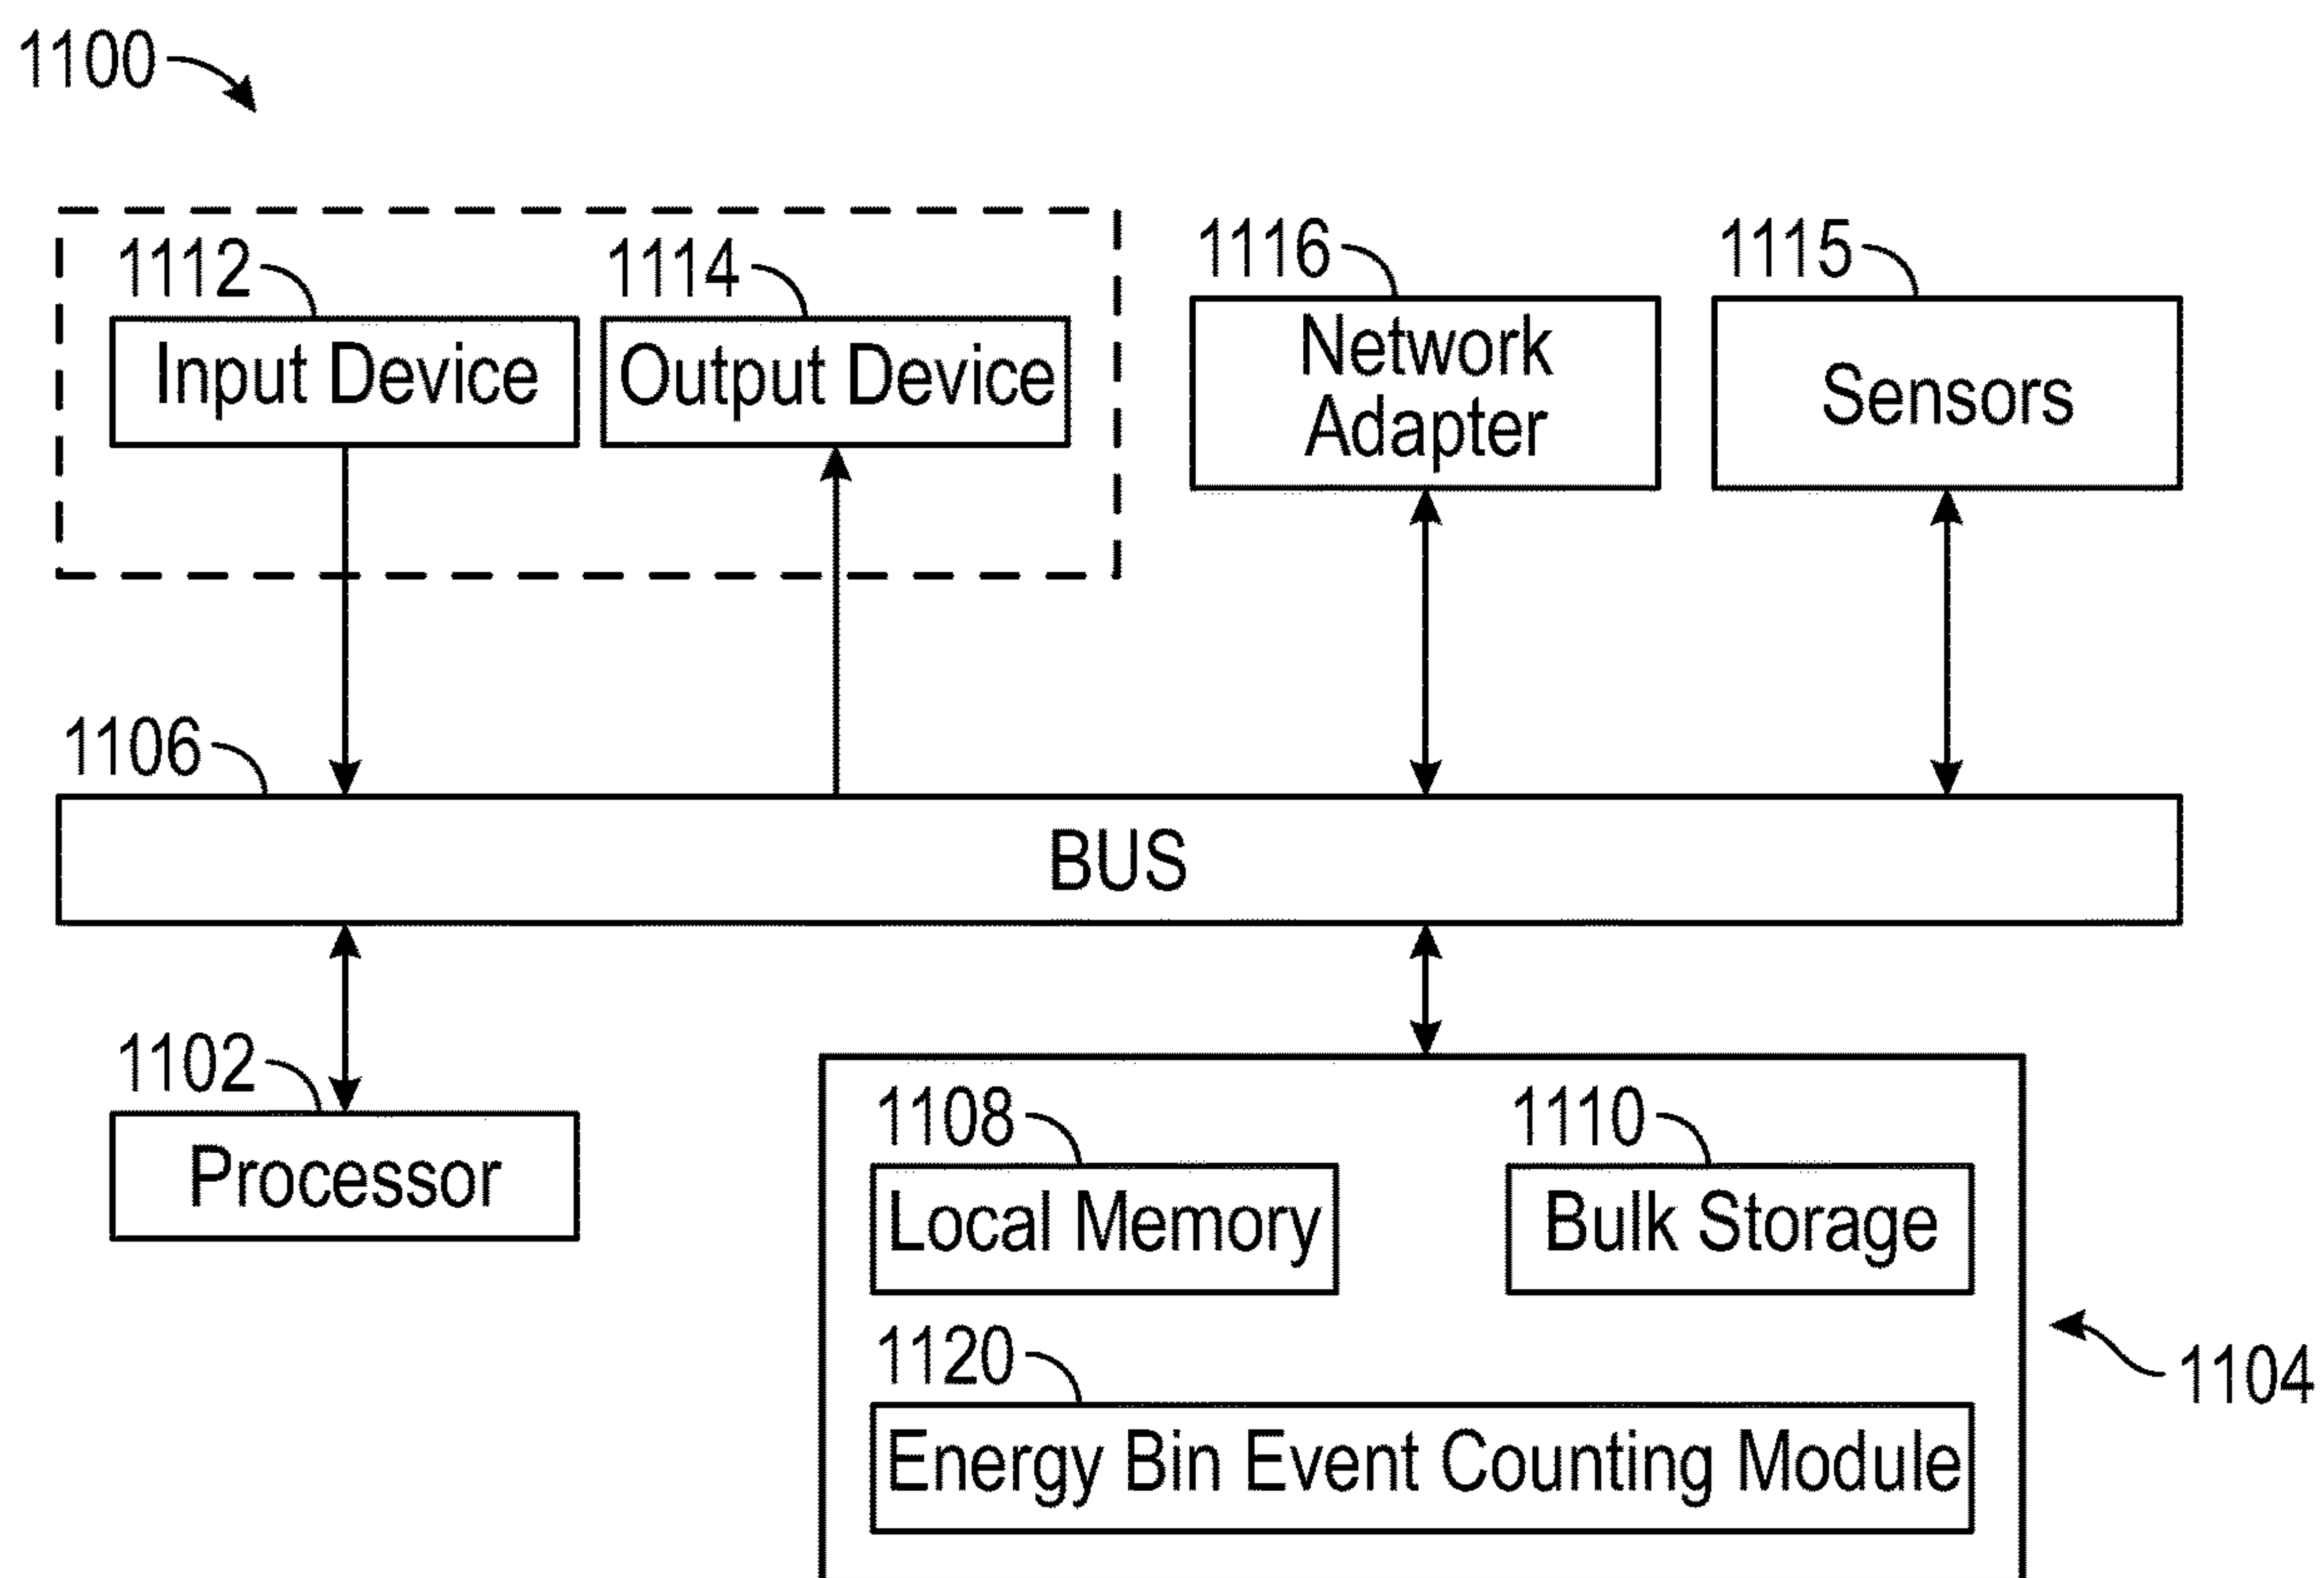 1100
1112
1114
1116
1115
Input Device
Output Device
Network
Adapter
Sensors
1106
BUS
1102
Processor
1108
1110
Local Memory
Bulk Storage
1120
Energy Bin Event Counting Module
1104